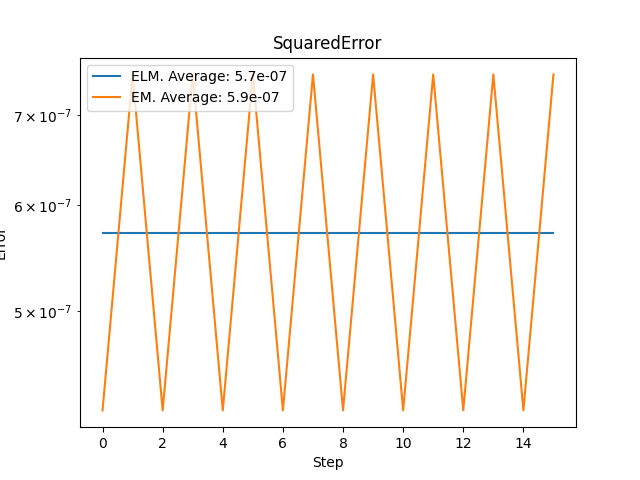 SquaredError
ELM. Average: 5.7e-07
EM. Average: 5.9e-07
7 × 10⁻⁷
6 × 10⁻⁷
5 × 10⁻⁷
Error
0 2 4 6 8 10 12 14
Step